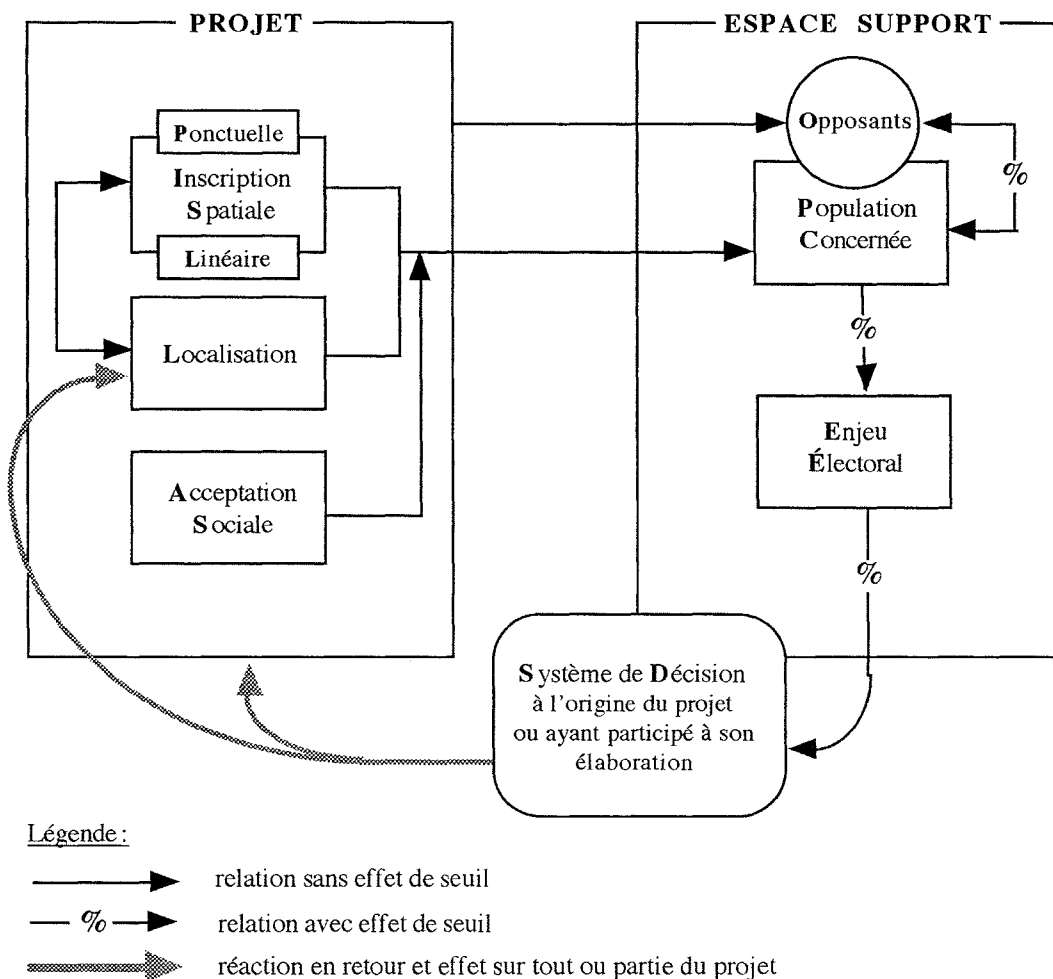 PROJET
Ponctuelle
Inscription
Spatiale
Linéaire
Localisation
Acceptation
Sociale
ESPACE SUPPORT
Opposants
%
Population
Concernée
%
Enjeu
Électoral
%
Système de Décision
à l'origine du projet
ou ayant participé à son
élaboration
Légende :
relation sans effet de seuil
% relation avec effet de seuil
réaction en retour et effet sur tout ou partie du projet